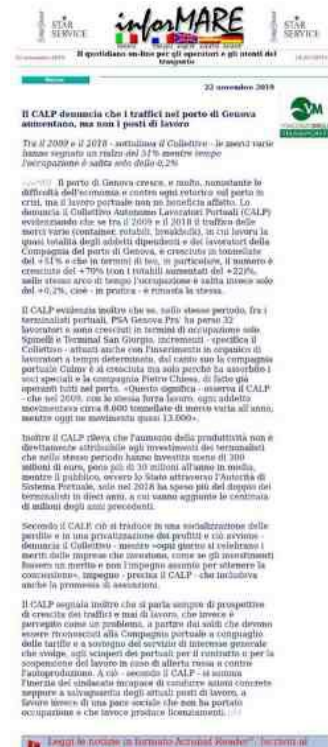 STAR
SERVICE
inforMARE
STAR
SERVICE
Il quotidiano on-line per gli operatori e gli utenti del
trasporto
22 novembre 2019
Il CALP denuncia che i traffici nel porto di Genova
aumentano, ma non i posti di lavoro
TRASPORTI
Tra il 2009 e il 2018 - sottolinea il Collettivo - le merci varie
hanno segnato un rialzo del 51% mentre tempo
l'occupazione è salita solo dello 0,2%
Il porto di Genova cresce, e molto, nonostante le
difficoltà dell'economia e contro ogni retorica sul porto in
crisi, ma il lavoro portuale non ne beneficia affatto. Lo
denuncia il Collettivo Autonomo Lavoratori Portuali (CALP)
evidenziando che se tra il 2009 e il 2018 il traffico delle
merci varie (container, rotabili, breakbulk), in cui lavora la
quasi totalità degli addetti dipendenti e dei lavoratori della
Compagnia del porto di Genova, è cresciuto in tonnellate
del +51% e che in termini di teu, in particolare, il numero è
cresciuto del +70% (con i rotabili aumentati del +22)%,
nello stesso arco di tempo l'occupazione è salita invece solo
del +0,2%, cioè - in pratica - è rimasta la stessa.
Il CALP evidenzia inoltre che se, nello stesso periodo, fra i
terminalisti portuali, PSA Genova Pra' ha perso 32
lavoratori e sono cresciuti in termini di occupazione solo
Spinelli e Terminal San Giorgio, incrementi - specifica il
Collettivo - attuati anche con l'inserimento in organico di
lavoratori a tempo determinato, dal canto suo la compagnia
portuale Culmv è sì cresciuta ma solo perché ha assorbito i
soci speciali e la compagnia Pietro Chiesa, di fatto già
operanti tutti nel porto. «Questo significa - osserva il CALP
- che nel 2009, con lo stessa forza lavoro, ogni addetto
movimentava circa 8.600 tonnellate di merce varia all'anno,
mentre oggi ne movimenta quasi 13.000».
Inoltre il CALP rileva che l'aumento della produttività non è
direttamente attribuibile agli investimenti dei terminalisti
che nello stesso periodo hanno investito meno di 300
milioni di euro, poco più di 30 milioni all'anno in media,
mentre il pubblico, ovvero lo Stato attraverso l'Autorità di
Sistema Portuale, solo nel 2018 ha speso più del doppio dei
terminalisti in dieci anni, a cui vanno aggiunte le centinaia
di milioni degli anni precedenti.
Secondo il CALP, ciò si traduce in una socializzazione delle
perdite e in una privatizzazione dei profitti e ciò avviene -
denuncia il Collettivo - mentre «ogni giorno si celebrano i
meriti delle imprese che investono, come se gli investimenti
fossero un merito e non l'impegno assunto per ottenere la
concessione», impegno - precisa il CALP - che includeva
anche la promessa di assunzioni.
Il CALP segnala inoltre che si parla sempre di prospettive
di crescita dei traffici e mai di lavoro, che invece è
percepito come un problema, a partire dai soldi che devono
essere riconosciuti alla Compagnia portuale a conguaglio
delle tariffe e a sostegno del servizio di interesse generale
che svolge, agli scioperi dei portuali per il contratto o per la
sospensione del lavoro in caso di allerta rossa o contro
l'autoproduzione. A ciò - secondo il CALP - si somma
l'inerzia del sindacato incapace di condurre azioni concrete
neppure a salvaguardia degli attuali posti di lavoro, a
favore invece di una pace sociale che non ha portato
occupazione e che invece produce licenziamenti.
Leggi le notizie in formato Acrobat Reader®. Iscriviti al